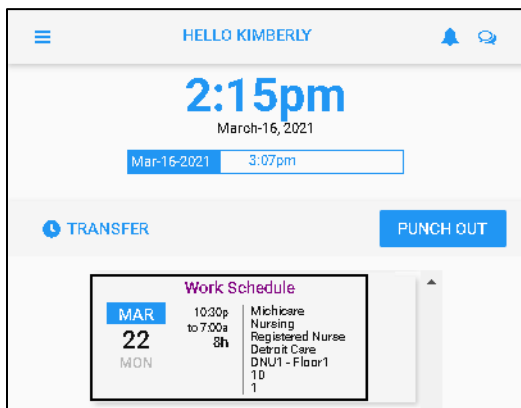 HELLO KIMBERLY
2:15pm
March-16, 2021
Mar-16-2021 3:07pm
TRANSFER
PUNCH OUT
Work Schedule
MAR
22
MON
10:30p
to 7:00a
8h
Michicare
Nursing
Registered Nurse
Detroit Care
DNU1 - Floor1
10
1